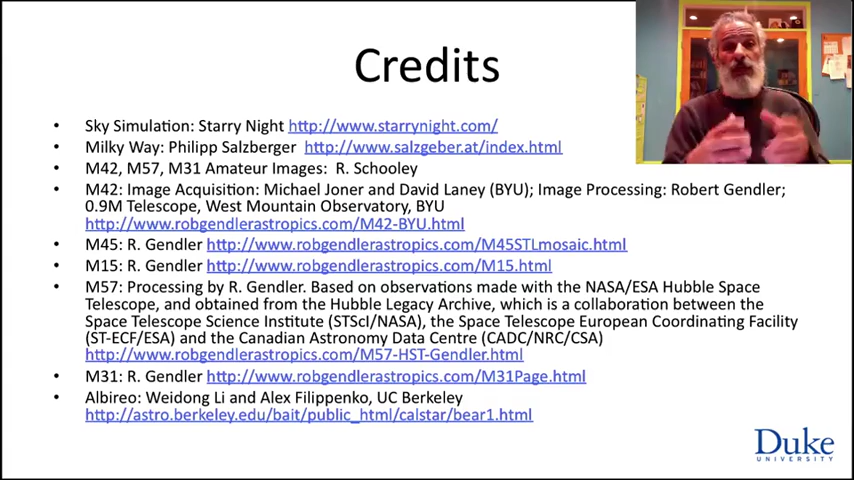 Credits
• Sky Simulation: Starry Night http://www.starrynight.com/
• Milky Way: Philipp Salzberger http://www.salzgeber.at/index.html
• M42, M57, M31 Amateur Images: R. Schooley
• M42: Image Acquisition: Michael Joner and David Laney (BYU); Image Processing: Robert Gendler;
0.9M Telescope, West Mountain Observatory, BYU
http://www.robgendlerastropics.com/M42-BYU.html
• M45: R. Gendler http://www.robgendlerastropics.com/M45STLmosaic.html
• M15: R. Gendler http://www.robgendlerastropics.com/M15.html
• M57: Processing by R. Gendler. Based on observations made with the NASA/ESA Hubble Space
Telescope, and obtained from the Hubble Legacy Archive, which is a collaboration between the
Space Telescope Science Institute (STScI/NASA), the Space Telescope European Coordinating Facility
(ST-ECF/ESA) and the Canadian Astronomy Data Centre (CADC/NRC/CSA)
http://www.robgendlerastropics.com/M57-HST-Gendler.html
• M31: R. Gendler http://www.robgendlerastropics.com/M31Page.html
• Albireo: Weidong Li and Alex Filippenko, UC Berkeley
http://astro.berkeley.edu/bait/public_html/calstar/bear1.html
Duke
UNIVERSITY